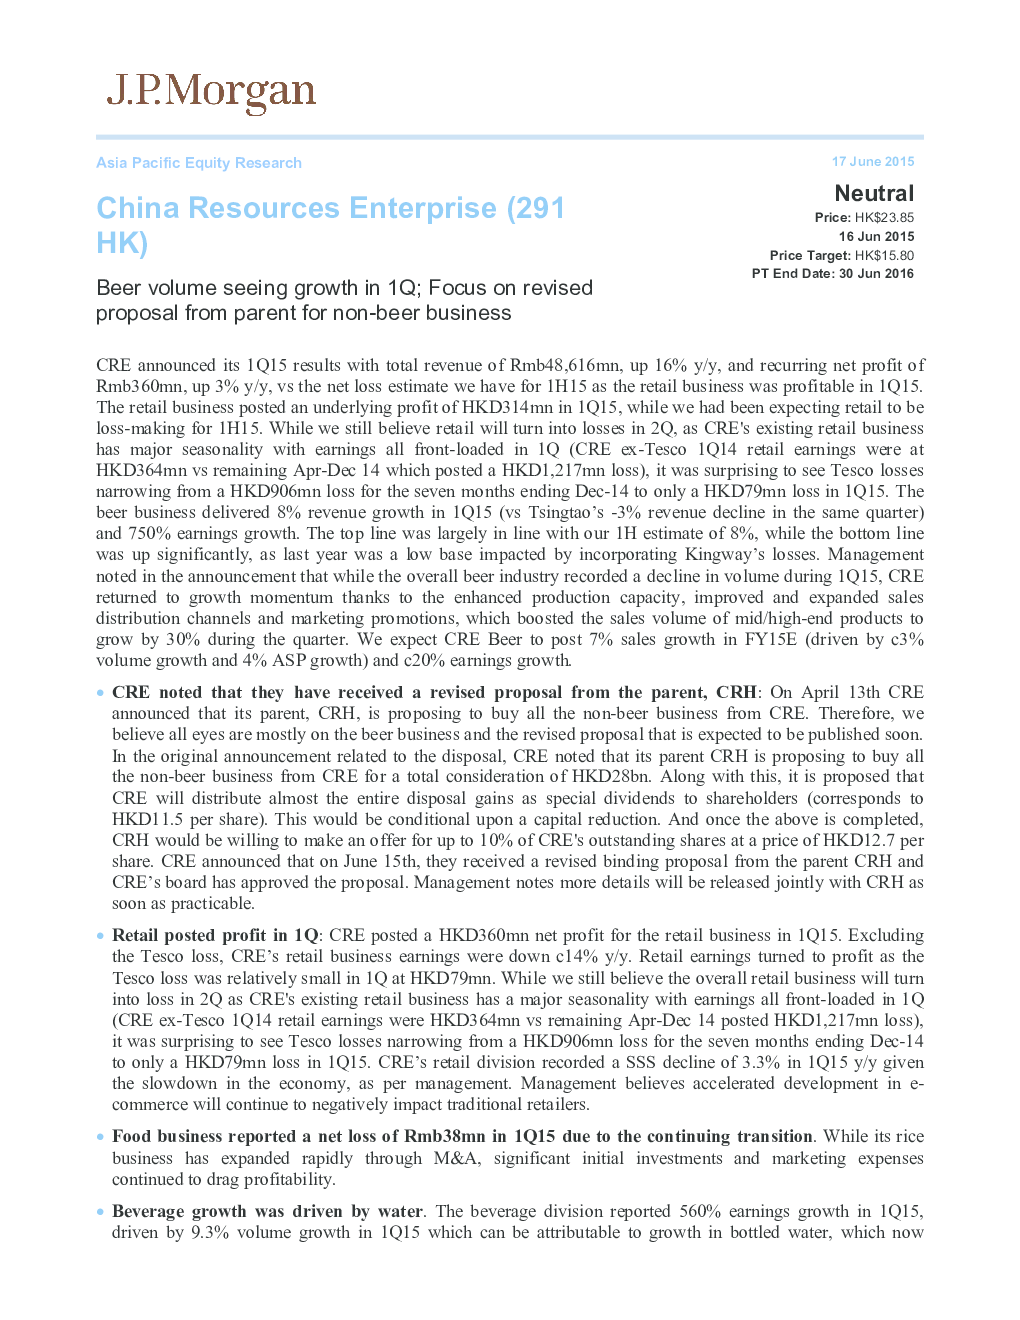 J.P.Morgan
Asia Pacific Equity Research
17 June 2015
China Resources Enterprise (291
HK)
Beer volume seeing growth in 1Q; Focus on revised
proposal from parent for non-beer business
Neutral
Price: HK$23.85
16 Jun 2015
Price Target: HK$15.80
PT End Date: 30 Jun 2016
CRE announced its 1Q15 results with total revenue of Rmb48,616mn, up 16% y/y, and recurring net profit of
Rmb360mn, up 3% y/y, vs the net loss estimate we have for 1H15 as the retail business was profitable in 1Q15.
The retail business posted an underlying profit of HKD314mn in 1Q15, while we had been expecting retail to be
loss-making for 1H15. While we still believe retail will turn into losses in 2Q, as CRE's existing retail business
has major seasonality with earnings all front-loaded in 1Q (CRE ex-Tesco 1Q14 retail earnings were at
HKD364mn vs remaining Apr-Dec 14 which posted a HKD1,217mn loss), it was surprising to see Tesco losses
narrowing from a HKD906mn loss for the seven months ending Dec-14 to only a HKD79mn loss in 1Q15. The
beer business delivered 8% revenue growth in 1Q15 (vs Tsingtao’s -3% revenue decline in the same quarter)
and 750% earnings growth. The top line was largely in line with our 1H estimate of 8%, while the bottom line
was up significantly, as last year was a low base impacted by incorporating Kingway’s losses. Management
noted in the announcement that while the overall beer industry recorded a decline in volume during 1Q15, CRE
returned to growth momentum thanks to the enhanced production capacity, improved and expanded sales
distribution channels and marketing promotions, which boosted the sales volume of mid/high-end products to
grow by 30% during the quarter. We expect CRE Beer to post 7% sales growth in FY15E (driven by c3%
volume growth and 4% ASP growth) and c20% earnings growth.
• CRE noted that they have received a revised proposal from the parent, CRH: On April 13th CRE
announced that its parent, CRH, is proposing to buy all the non-beer business from CRE. Therefore, we
believe all eyes are mostly on the beer business and the revised proposal that is expected to be published soon.
In the original announcement related to the disposal, CRE noted that its parent CRH is proposing to buy all
the non-beer business from CRE for a total consideration of HKD28bn. Along with this, it is proposed that
CRE will distribute almost the entire disposal gains as special dividends to shareholders (corresponds to
HKD11.5 per share). This would be conditional upon a capital reduction. And once the above is completed,
CRH would be willing to make an offer for up to 10% of CRE's outstanding shares at a price of HKD12.7 per
share. CRE announced that on June 15th, they received a revised binding proposal from the parent CRH and
CRE’s board has approved the proposal. Management notes more details will be released jointly with CRH as
soon as practicable.
• Retail posted profit in 1Q: CRE posted a HKD360mn net profit for the retail business in 1Q15. Excluding
the Tesco loss, CRE’s retail business earnings were down c14% y/y. Retail earnings turned to profit as the
Tesco loss was relatively small in 1Q at HKD79mn. While we still believe the overall retail business will turn
into loss in 2Q as CRE's existing retail business has a major seasonality with earnings all front-loaded in 1Q
(CRE ex-Tesco 1Q14 retail earnings were HKD364mn vs remaining Apr-Dec 14 posted HKD1,217mn loss),
it was surprising to see Tesco losses narrowing from a HKD906mn loss for the seven months ending Dec-14
to only a HKD79mn loss in 1Q15. CRE’s retail division recorded a SSS decline of 3.3% in 1Q15 y/y given
the slowdown in the economy, as per management. Management believes accelerated development in e-
commerce will continue to negatively impact traditional retailers.
• Food business reported a net loss of Rmb38mn in 1Q15 due to the continuing transition. While its rice
business has expanded rapidly through M&A, significant initial investments and marketing expenses
continued to drag profitability.
• Beverage growth was driven by water. The beverage division reported 560% earnings growth in 1Q15,
driven by 9.3% volume growth in 1Q15 which can be attributable to growth in bottled water, which now